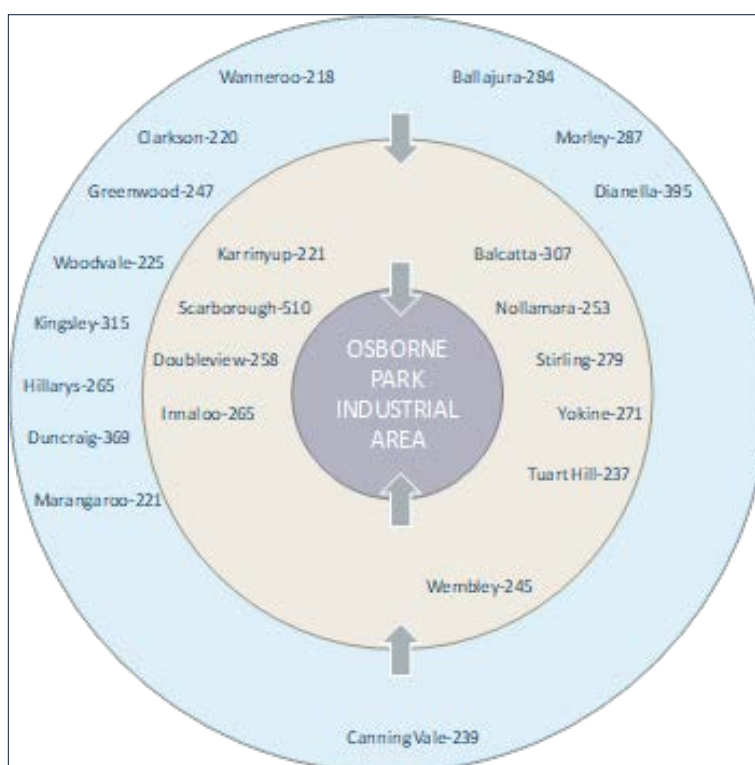 Wanneroo-218
Ballajura-284
Clarkson-220
Morley-287
Greenwood-247
Dianella-395
Woodvale-225
Karrinyup-221
Balcatta-307
Kingsley-315
Scarborough-510
Nollamara-253
Doubleview-258
Stirling-279
Hillarys-265
Innaloo-265
Yokine-271
Duncraig-369
Marangaroo-221
Tuart Hill-237
OSBORNE
PARK
INDUSTRIAL
AREA
Wembley-245
Canning Vale-239